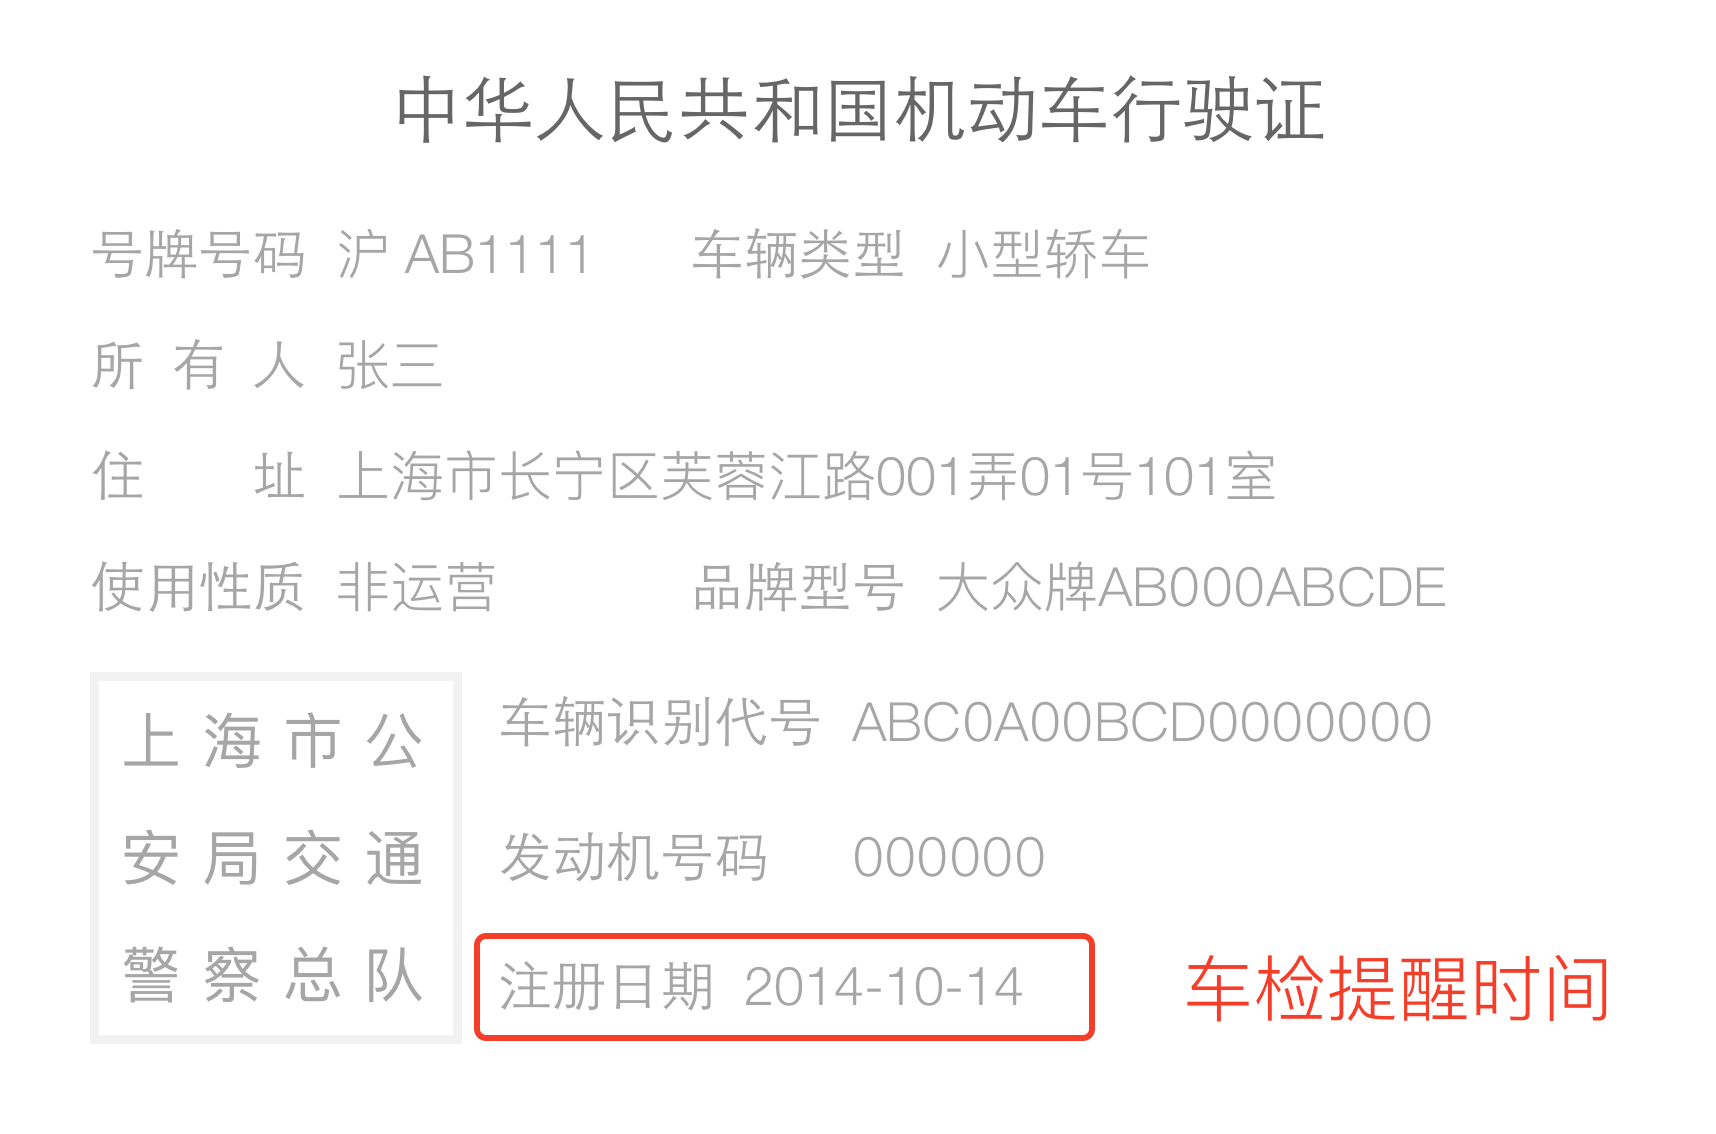 中华人民共和国机动车行驶证
号牌号码 沪 AB1111 车辆类型 小型轿车
所有人 张三
住址 上海市长宁区芙蓉江路001弄01号101室
使用性质 非运营 品牌型号 大众牌AB000ABCDE
上海市公
安局交通
警察总队
车辆识别代号 ABC0A00BCD0000000
发动机号码 000000
注册日期 2014-10-14
车检提醒时间